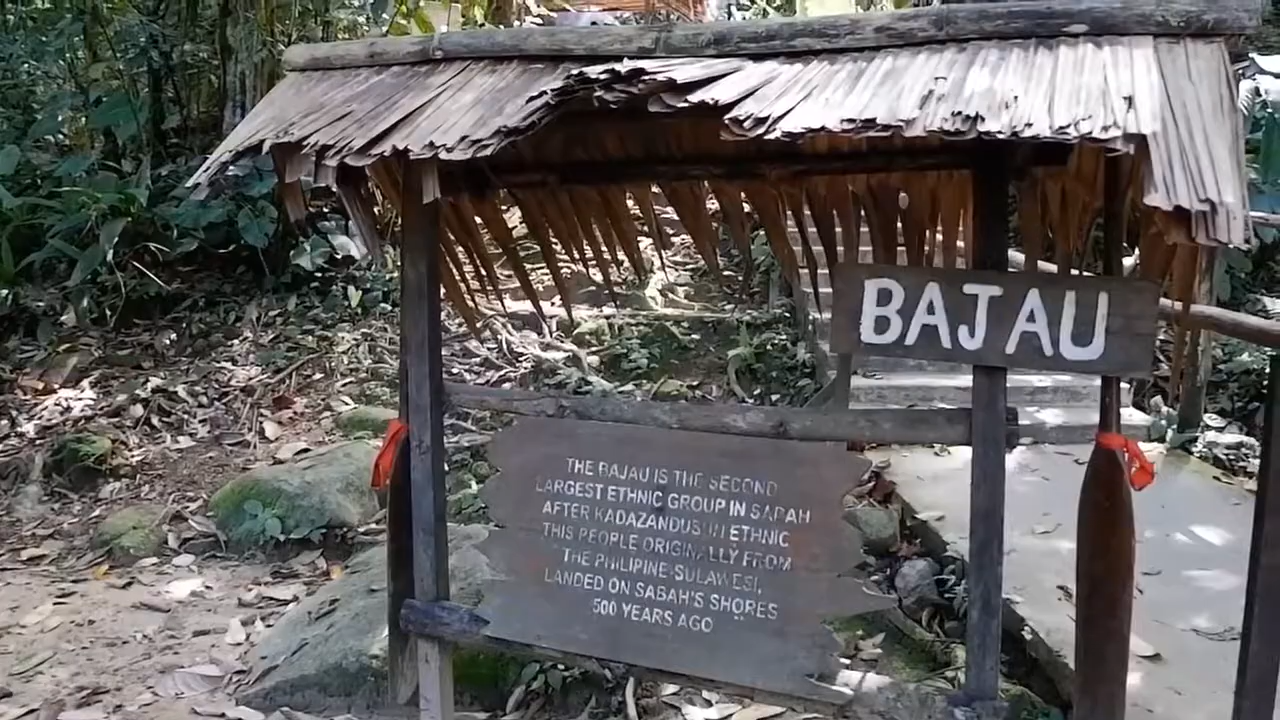 BAJAU
THE BAJAU IS THE SECOND
LARGEST ETHNIC GROUP IN SABAH
AFTER KADAZANDUSUN ETHNIC
THIS PEOPLE ORIGINALLY FROM
THE PHILIPINE-SULAWESI,
LANDED ON SABAH'S SHORES
500 YEARS AGO